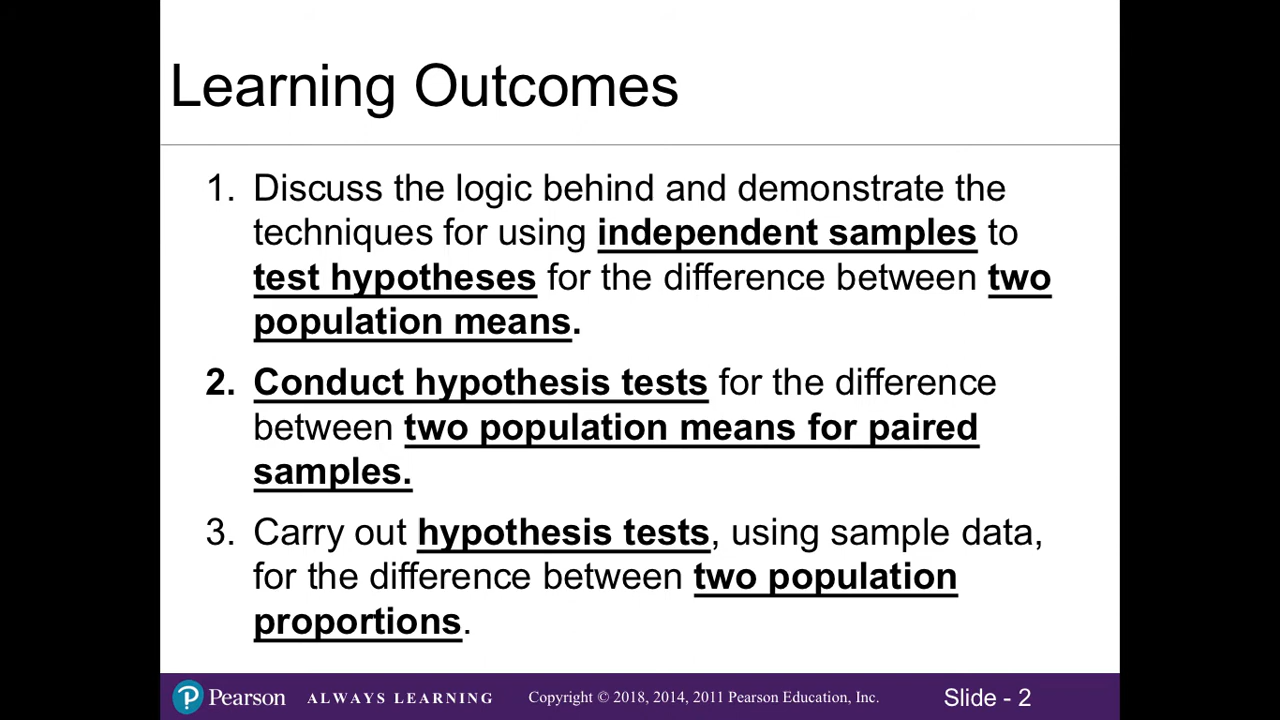 Learning Outcomes
1. Discuss the logic behind and demonstrate the
techniques for using independent samples to
test hypotheses for the difference between two
population means.
2. Conduct hypothesis tests for the difference
between two population means for paired
samples.
3. Carry out hypothesis tests, using sample data,
for the difference between two population
proportions.
Pearson ALWAYS LEARNING Copyright © 2018, 2014, 2011 Pearson Education, Inc. Slide - 2